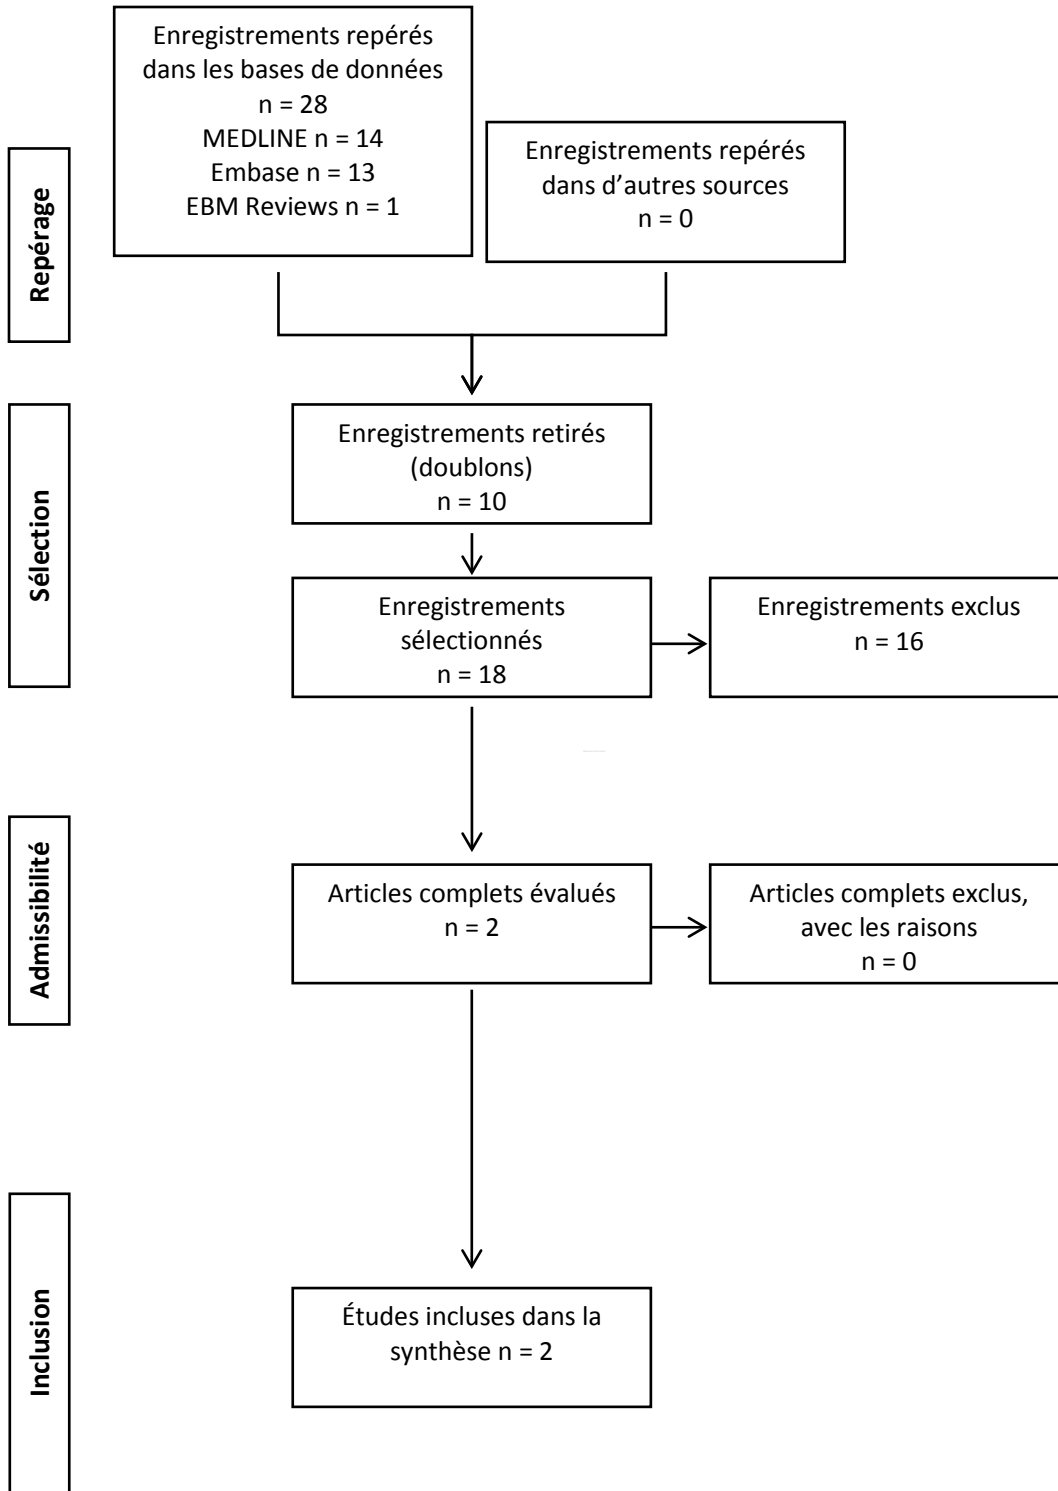 Enregistrements repérés
dans les bases de données
n = 28
MEDLINE n = 14
Embase n = 13
EBM Reviews n = 1
Enregistrements repérés
dans d’autres sources
n = 0
Repérage
Enregistrements retirés
(doublons)
n = 10
Sélection
Enregistrements
sélectionnés
n = 18
Enregistrements exclus
n = 16
Admissibilité
Articles complets évalués
n = 2
Articles complets exclus,
avec les raisons
n = 0
Inclusion
Études incluses dans la
synthèse n = 2